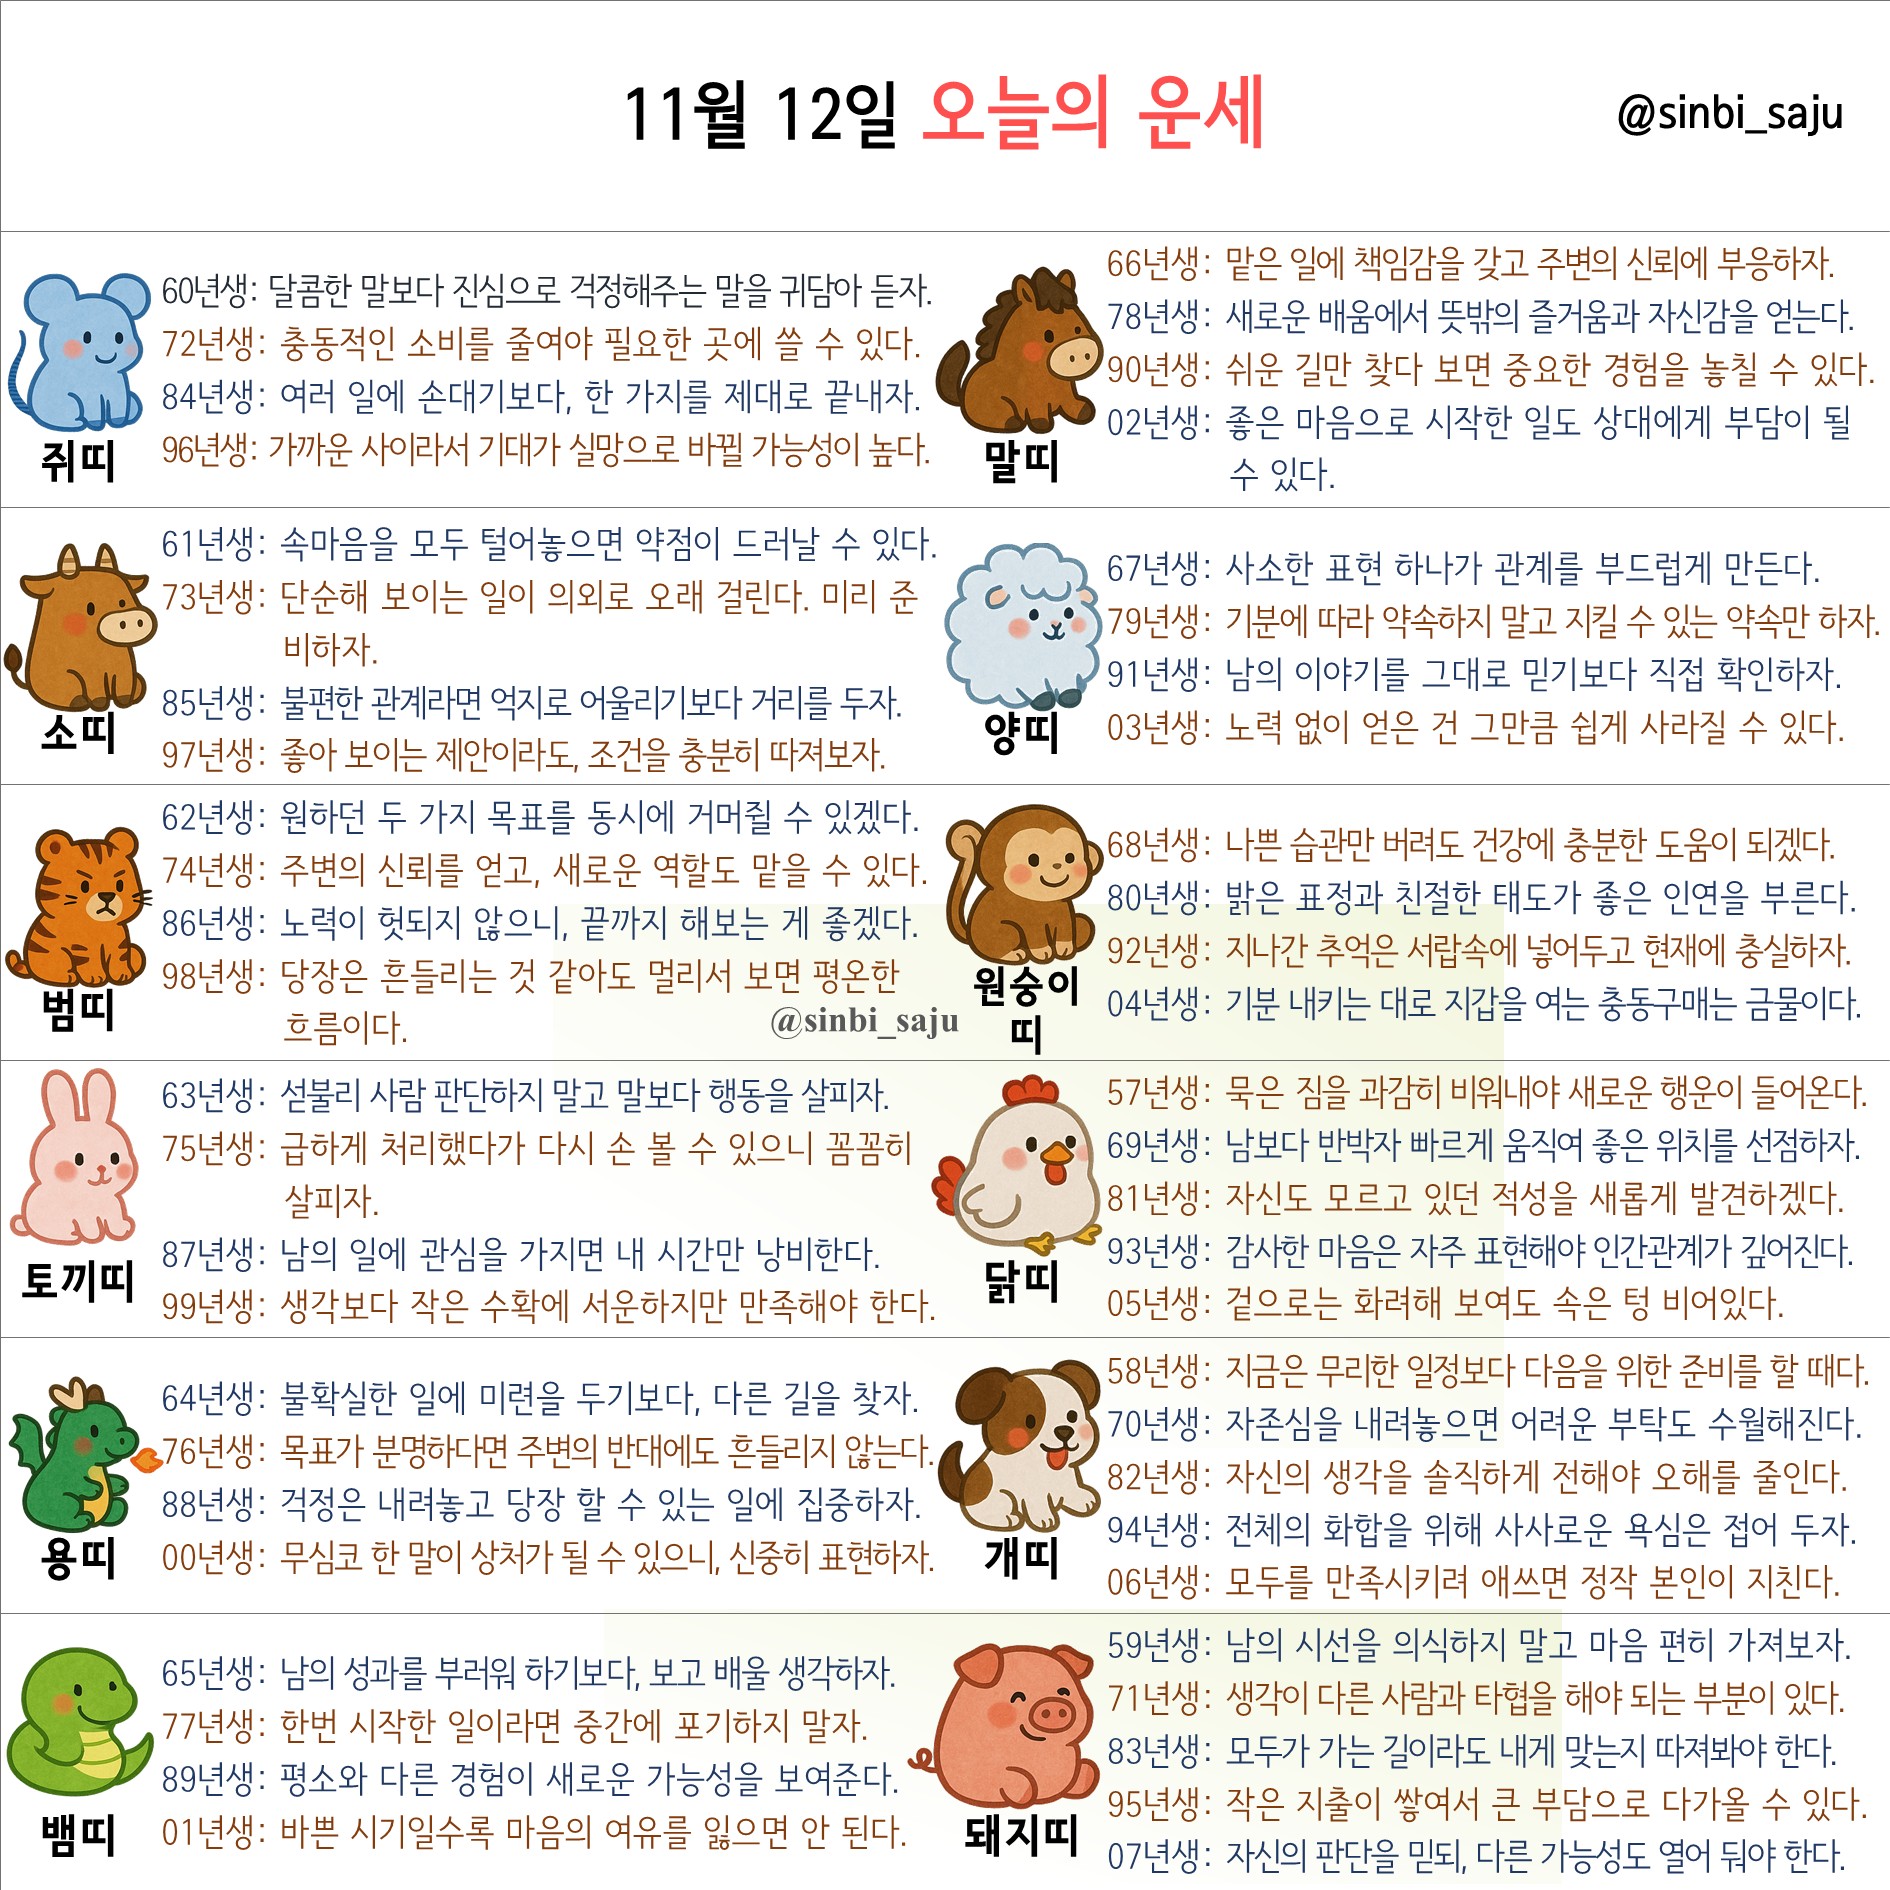 11월 12일 오늘의 운세
@sinbi_saju
쥐띠
60년생: 달콤한 말보다 진심으로 걱정해주는 말을 귀담아 듣자.
72년생: 충동적인 소비를 줄여야 필요한 곳에 쓸 수 있다.
84년생: 여러 일에 손대기보다, 한 가지를 제대로 끝내자.
96년생: 가까운 사이라서 기대가 실망으로 바뀔 가능성이 높다.
소띠
61년생: 속마음을 모두 털어놓으면 약점이 드러날 수 있다.
73년생: 단순해 보이는 일이 의외로 오래 걸린다. 미리 준
비하자.
85년생: 불편한 관계라면 억지로 어울리기보다 거리를 두자.
97년생: 좋아 보이는 제안이라도, 조건을 충분히 따져보자.
범띠
62년생: 원하던 두 가지 목표를 동시에 거머쥘 수 있겠다.
74년생: 주변의 신뢰를 얻고, 새로운 역할도 맡을 수 있다.
86년생: 노력이 헛되지 않으니, 끝까지 해보는 게 좋겠다.
98년생: 당장은 흔들리는 것 같아도 멀리서 보면 평온한
흐름이다.
@sinbi_saju
토끼띠
63년생: 섣불리 사람 판단하지 말고 말보다 행동을 살피자.
75년생: 급하게 처리했다가 다시 손 볼 수 있으니 꼼꼼히
살피자.
87년생: 남의 일에 관심을 가지면 내 시간만 낭비한다.
99년생: 생각보다 작은 수확에 서운하지만 만족해야 한다.
용띠
64년생: 불확실한 일에 미련을 두기보다, 다른 길을 찾자.
76년생: 목표가 분명하다면 주변의 반대에도 흔들리지 않는다.
88년생: 걱정은 내려놓고 당장 할 수 있는 일에 집중하자.
00년생: 무심코 한 말이 상처가 될 수 있으니, 신중히 표현하자.
뱀띠
65년생: 남의 성과를 부러워 하기보다, 보고 배울 생각하자.
77년생: 한번 시작한 일이라면 중간에 포기하지 말자.
89년생: 평소와 다른 경험이 새로운 가능성을 보여준다.
01년생: 바쁜 시기일수록 마음의 여유를 잃으면 안 된다.
말띠
66년생: 맡은 일에 책임감을 갖고 주변의 신뢰에 부응하자.
78년생: 새로운 배움에서 뜻밖의 즐거움과 자신감을 얻는다.
90년생: 쉬운 길만 찾다 보면 중요한 경험을 놓칠 수 있다.
02년생: 좋은 마음으로 시작한 일도 상대에게 부담이 될
수 있다.
양띠
67년생: 사소한 표현 하나가 관계를 부드럽게 만든다.
79년생: 기분에 따라 약속하지 말고 지킬 수 있는 약속만 하자.
91년생: 남의 이야기를 그대로 믿기보다 직접 확인하자.
03년생: 노력 없이 얻은 건 그만큼 쉽게 사라질 수 있다.
원숭이
띠
68년생: 나쁜 습관만 버려도 건강에 충분한 도움이 되겠다.
80년생: 밝은 표정과 친절한 태도가 좋은 인연을 부른다.
92년생: 지나간 추억은 서랍속에 넣어두고 현재에 충실하자.
04년생: 기분 내키는 대로 지갑을 여는 충동구매는 금물이다.
닭띠
57년생: 묵은 짐을 과감히 비워내야 새로운 행운이 들어온다.
69년생: 남보다 반박자 빠르게 움직여 좋은 위치를 선점하자.
81년생: 자신도 모르고 있던 적성을 새롭게 발견하겠다.
93년생: 감사한 마음은 자주 표현해야 인간관계가 깊어진다.
05년생: 겉으로는 화려해 보여도 속은 텅 비어있다.
개띠
58년생: 지금은 무리한 일정보다 다음을 위한 준비를 할 때다.
70년생: 자존심을 내려놓으면 어려운 부탁도 수월해진다.
82년생: 자신의 생각을 솔직하게 전해야 오해를 줄인다.
94년생: 전체의 화합을 위해 사사로운 욕심은 접어 두자.
06년생: 모두를 만족시키려 애쓰면 정작 본인이 지친다.
돼지띠
59년생: 남의 시선을 의식하지 말고 마음 편히 가져보자.
71년생: 생각이 다른 사람과 타협을 해야 되는 부분이 있다.
83년생: 모두가 가는 길이라도 내게 맞는지 따져봐야 한다.
95년생: 작은 지출이 쌓여서 큰 부담으로 다가올 수 있다.
07년생: 자신의 판단을 믿되, 다른 가능성도 열어 둬야 한다.